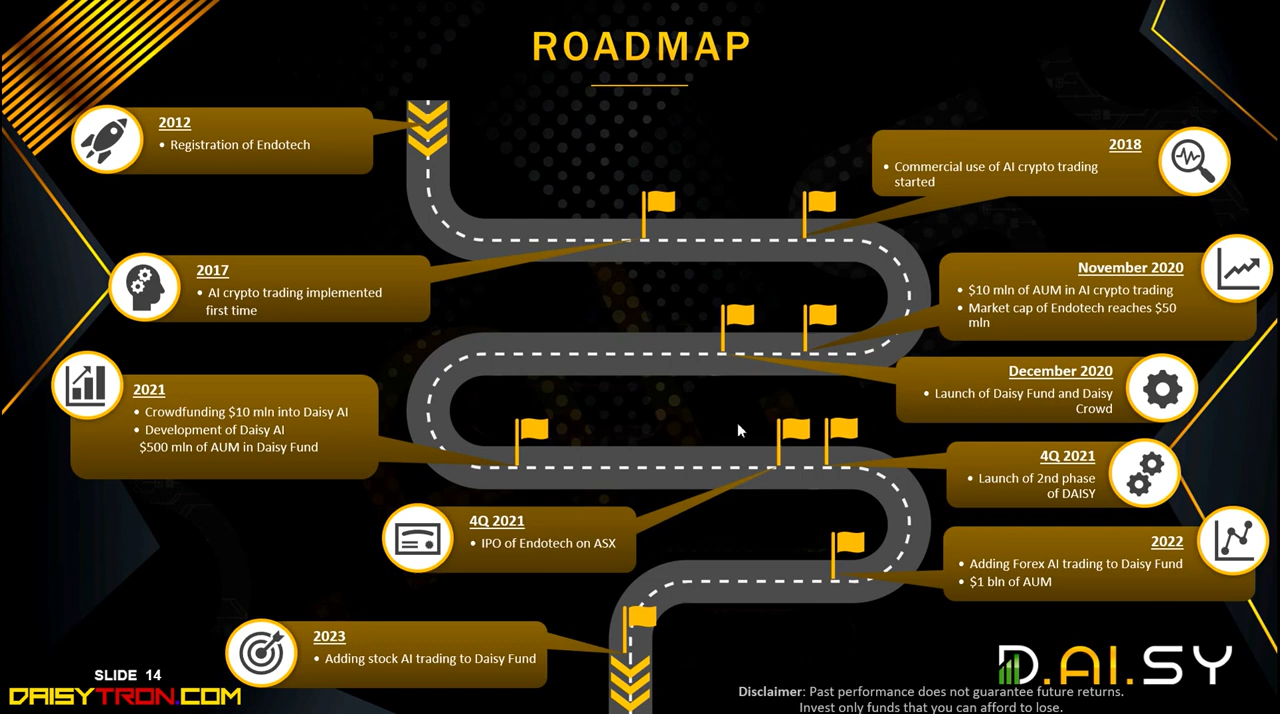 ROADMAP
2012
• Registration of Endotech
2018
• Commercial use of AI crypto trading
started
2017
• AI crypto trading implemented
first time
November 2020
• $10 mln of AUM in AI crypto trading
• Market cap of Endotech reaches $50
mln
December 2020
• Launch of Daisy Fund and Daisy
Crowd
2021
• Crowdfunding $10 mln into Daisy AI
• Development of Daisy AI
$500 mln of AUM in Daisy Fund
4Q 2021
• Launch of 2nd phase
of DAISY
4Q 2021
• IPO of Endotech on ASX
2022
• Adding Forex AI trading to Daisy Fund
• $1 bln of AUM
2023
• Adding stock AI trading to Daisy Fund
SLIDE 14
DAISYTRON.COM
D.AI.SY
Disclaimer: Past performance does not guarantee future returns.
Invest only funds that you can afford to lose.